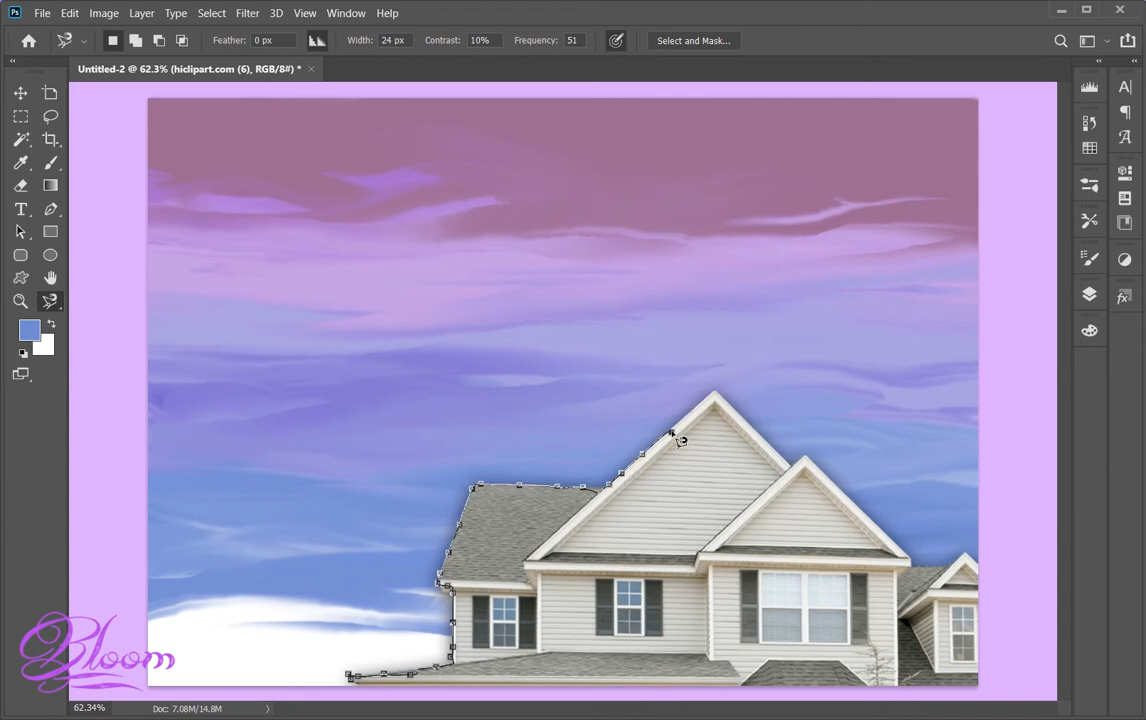 Ps File Edit Image Layer Type Select Filter 3D View Window Help
Feather: 0 px Width: 24 px Contrast: 10% Frequency: 51 Select and Mask...
Untitled-2 @ 62.3% (hiclipart.com (6), RGB/8#) *
Bloom
62.34% Doc: 7.08M/14.8M